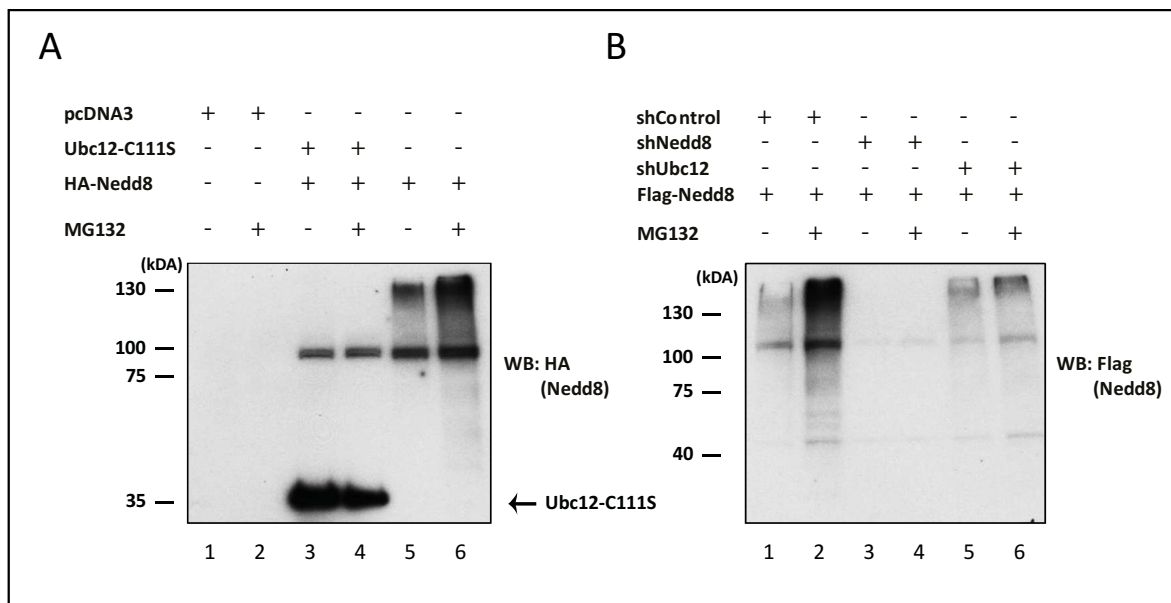 A
pcDNA3 + + - - - -
Ubc12-C111S - - + + - -
HA-Nedd8 - - + + + +
MG132 - + - + - +
(kDA)
130
100
75
35
WB: HA
(Nedd8)
Ubc12-C111S
1 2 3 4 5 6
B
shControl + + - - - -
shNedd8 - - + + - -
shUbc12 - - - - + +
Flag-Nedd8 + + + + + +
MG132 - + - + - +
(kDa)
130
100
75
40
WB: Flag
(Nedd8)
1 2 3 4 5 6